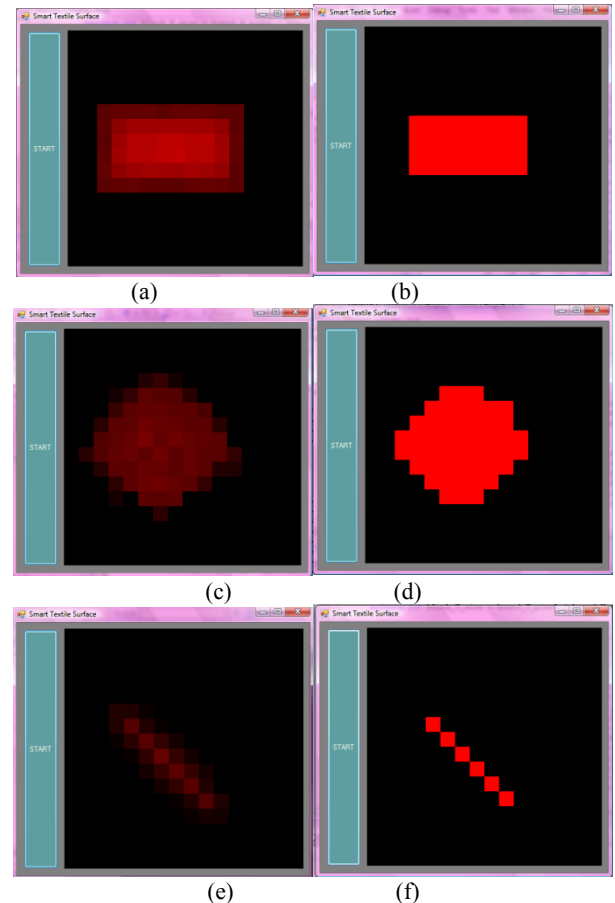 Smart Textile Surface
Smart Textile Surface
START
START
(a)
(b)
Smart Textile Surface
Smart Textile Surface
START
START
(c)
(d)
Smart Textile Surface
Smart Textile Surface
START
START
(e)
(f)